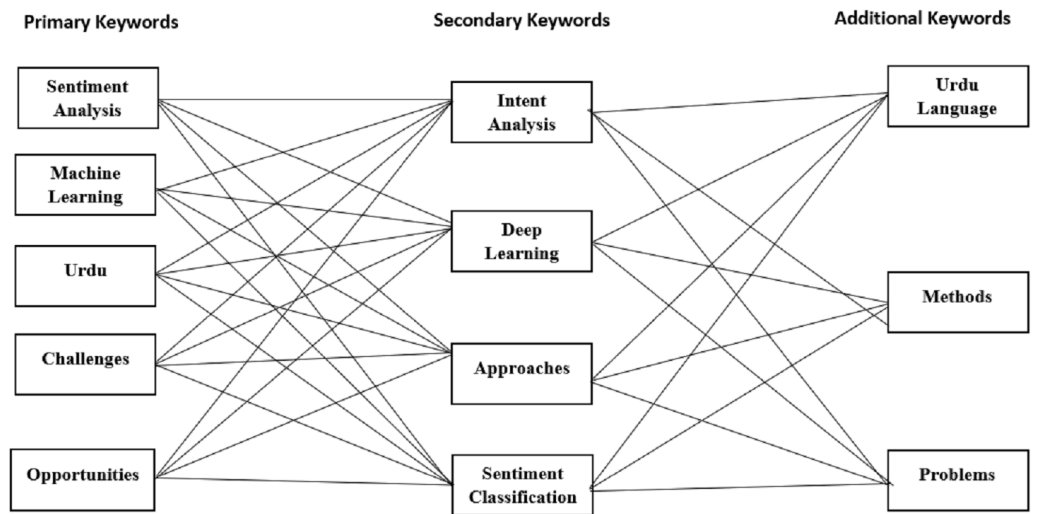 Primary Keywords
Secondary Keywords
Additional Keywords
Sentiment
Analysis
Machine
Learning
Urdu
Challenges
Opportunities
Intent
Analysis
Deep
Learning
Approaches
Sentiment
Classification
Urdu
Language
Methods
Problems